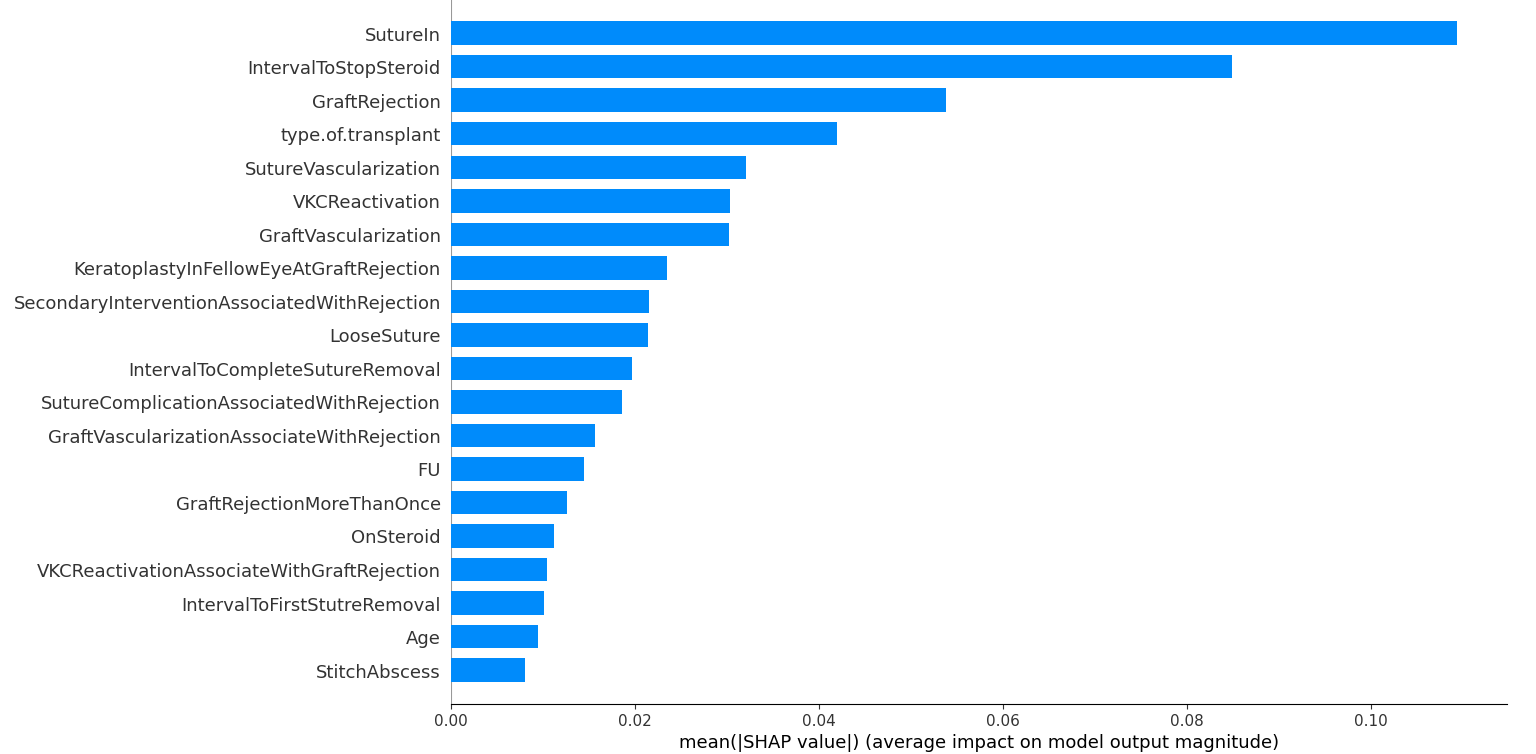 SutureIn
IntervalToStopSteroid
GraftRejection
type.of.transplant
SutureVascularization
VKCReactivation
GraftVascularization
KeratoplastyInFellowEyeAtGraftRejection
SecondaryInterventionAssociatedWithRejection
LooseSuture
IntervalToCompleteSutureRemoval
SutureComplicationAssociatedWithRejection
GraftVascularizationAssociateWithRejection
FU
GraftRejectionMoreThanOnce
OnSteroid
VKCReactivationAssociateWithGraftRejection
IntervalToFirstStutreRemoval
Age
StitchAbscess
0.00 0.02 0.04 0.06 0.08 0.10
mean(|SHAP value|) (average impact on model output magnitude)